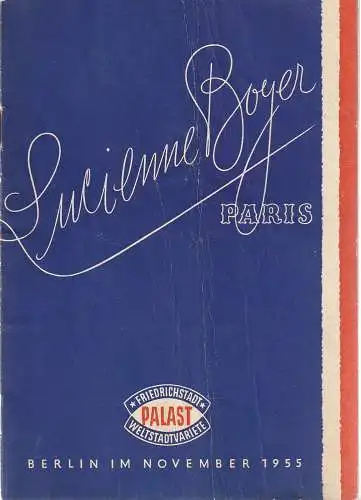 Lucienne Boyer
PARIS
FRIEDRICHSTADT
PALAST
WELTSTADTVARIETE
BERLIN IM NOVEMBER 1955